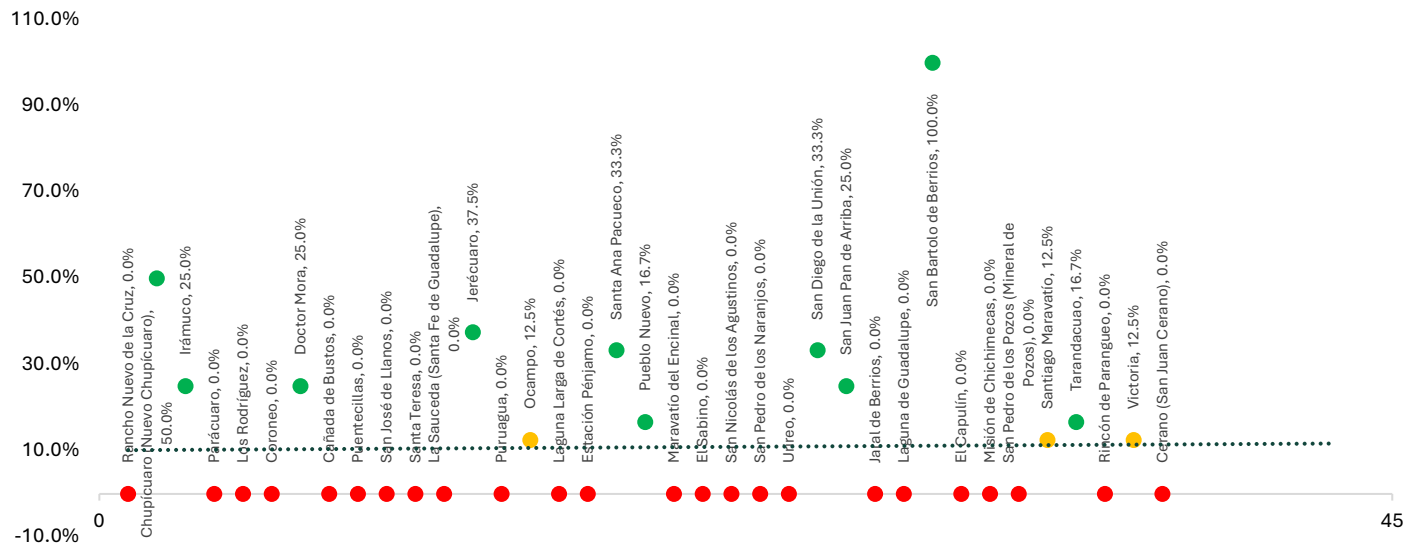 110.0%
90.0%
70.0%
50.0%
30.0%
10.0%
-10.0%
0
45
Rancho Nuevo de la Cruz, 0.0%
Chupícuaro (Nuevo Chupícuaro),
50.0%
Irámuco, 25.0%
Parácuaro, 0.0%
Los Rodríguez, 0.0%
Coroneo, 0.0%
Doctor Mora, 25.0%
Cañada de Bustos, 0.0%
Puentecillas, 0.0%
San José de Llanos, 0.0%
Santa Teresa, 0.0%
La Sauceda (Santa Fe de Guadalupe),
0.0%
Jerécuaro, 37.5%
Puruagua, 0.0%
Ocampo, 12.5%
Laguna Larga de Cortés, 0.0%
Estación Pénjamo, 0.0%
Santa Ana Pacueco, 33.3%
Pueblo Nuevo, 16.7%
Maravatío del Encinal, 0.0%
El Sabino, 0.0%
San Nicolás de los Agustinos, 0.0%
San Pedro de los Naranjos, 0.0%
Urireo, 0.0%
San Diego de la Unión, 33.3%
San Juan Pan de Arriba, 25.0%
Jaral de Berrios, 0.0%
Laguna de Guadalupe, 0.0%
San Bartolo de Berrios, 100.0%
El Capulín, 0.0%
Misión de Chichimecas, 0.0%
San Pedro de los Pozos (Mineral de
Pozos), 0.0%
Santiago Maravatío, 12.5%
Tarandacuao, 16.7%
Rincón de Parangueo, 0.0%
Victoria, 12.5%
Cerano (San Juan Cerano), 0.0%